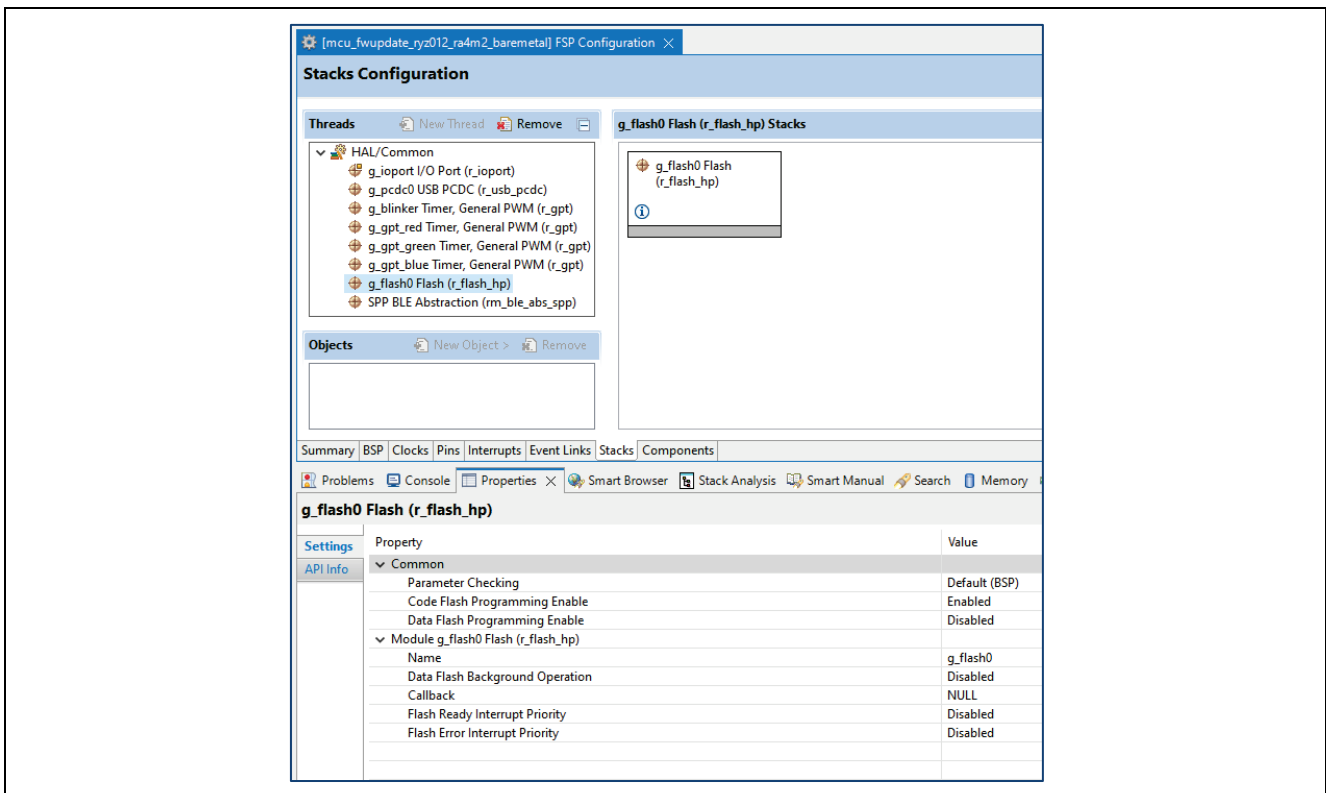 [mcu_fwupdate_ryz012_ra4m2_baremetal] FSP Configuration
Stacks Configuration
Threads New Thread Remove
HAL/Common
g_ioport I/O Port (r_ioport)
g_pcdc0 USB PCDC (r_usb_pcdc)
g_blinker Timer, General PWM (r_gpt)
g_gpt_red Timer, General PWM (r_gpt)
g_gpt_green Timer, General PWM (r_gpt)
g_gpt_blue Timer, General PWM (r_gpt)
g_flash0 Flash (r_flash_hp)
SPP BLE Abstraction (rm_ble_abs_spp)
Objects New Object > Remove
g_flash0 Flash (r_flash_hp) Stacks
g_flash0 Flash
(r_flash_hp)
Summary BSP Clocks Pins Interrupts Event Links Stacks Components
Problems Console Properties Smart Browser Stack Analysis Smart Manual Search Memory
g_flash0 Flash (r_flash_hp)
Settings
API Info
Property Value
Common
Parameter Checking Default (BSP)
Code Flash Programming Enable Enabled
Data Flash Programming Enable Disabled
Module g_flash0 Flash (r_flash_hp)
Name g_flash0
Data Flash Background Operation Disabled
Callback NULL
Flash Ready Interrupt Priority Disabled
Flash Error Interrupt Priority Disabled